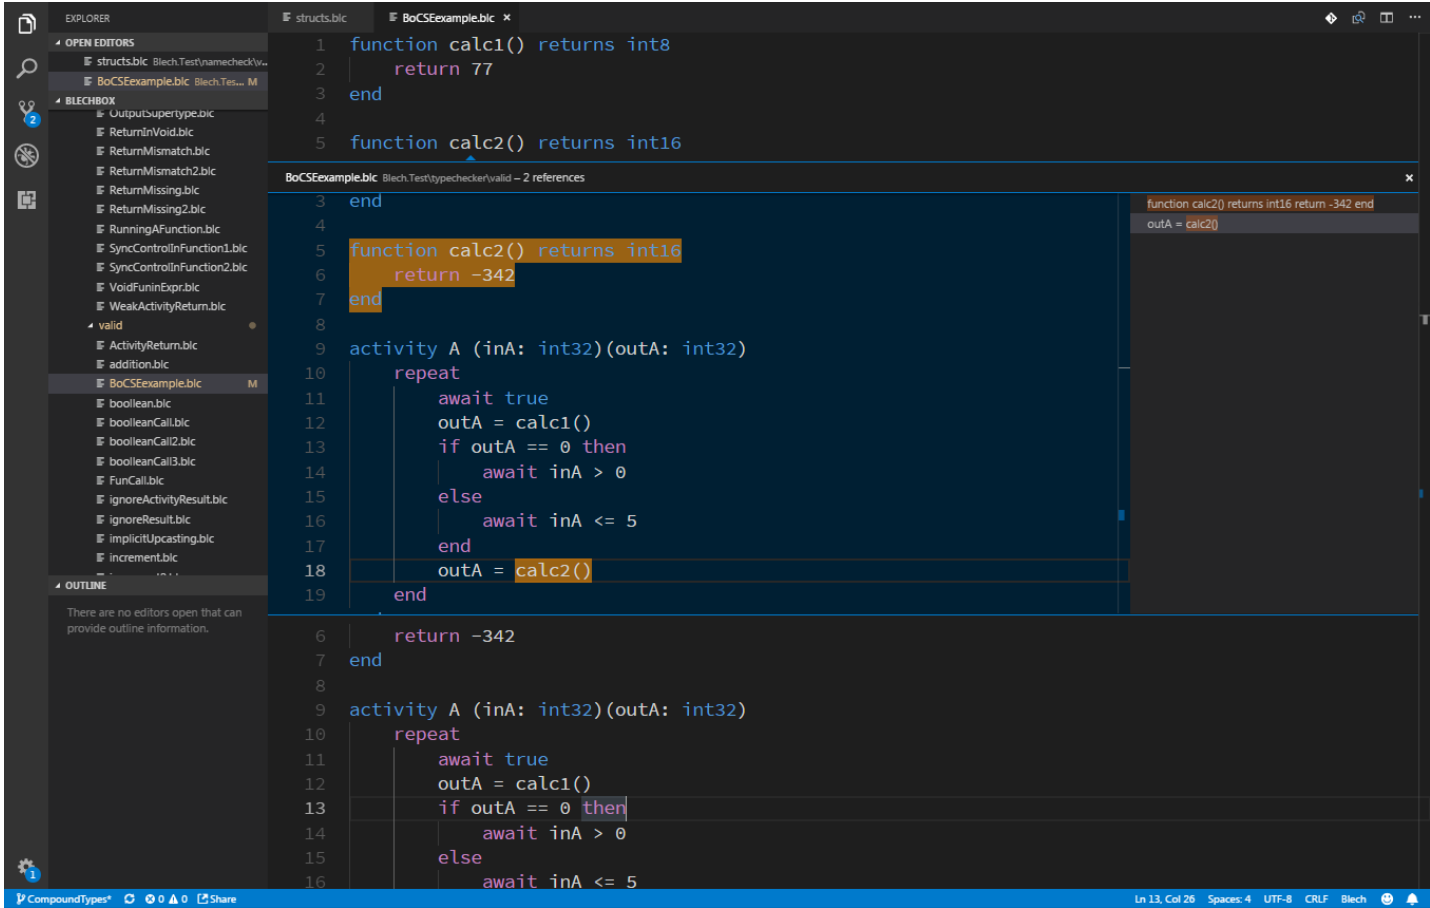 EXPLORER
OPEN EDITORS
structs.blc Blech.Test\namecheck\v...
BoCSEexample.blc Blech.Tes... M
BLECHBOX
OutputSupertype.blc
ReturnInVoid.blc
ReturnMismatch.blc
ReturnMismatch2.blc
ReturnMissing.blc
ReturnMissing2.blc
RunningAFunction.blc
SyncControlInFunction1.blc
SyncControlInFunction2.blc
VoidFuninExpr.blc
WeakActivityReturn.blc
valid
ActivityReturn.blc
addition.blc
BoCSEexample.blc M
boollean.blc
boolleanCall.blc
boolleanCall2.blc
boolleanCall3.blc
FunCall.blc
ignoreActivityResult.blc
ignoreResult.blc
implicitUpcasting.blc
increment.blc
OUTLINE
There are no editors open that can
provide outline information.
2
1
structs.blc BoCSEexample.blc ×
1 function calc1() returns int8
2 return 77
3 end
4
5 function calc2() returns int16
BoCSEexample.blc Blech.Test\typechecker\valid – 2 references ×
3 end
4
5 function calc2() returns int16
6 return -342
7 end
8
9 activity A (inA: int32)(outA: int32)
10 repeat
11 await true
12 outA = calc1()
13 if outA == 0 then
14 await inA > 0
15 else
16 await inA <= 5
17 end
18 outA = calc2()
19 end
function calc2() returns int16 return -342 end
outA = calc2()
6 return -342
7 end
8
9 activity A (inA: int32)(outA: int32)
10 repeat
11 await true
12 outA = calc1()
13 if outA == 0 then
14 await inA > 0
15 else
16 await inA <= 5
CompoundTypes* 0 0 Share Ln 13, Col 26 Spaces: 4 UTF-8 CRLF Blech